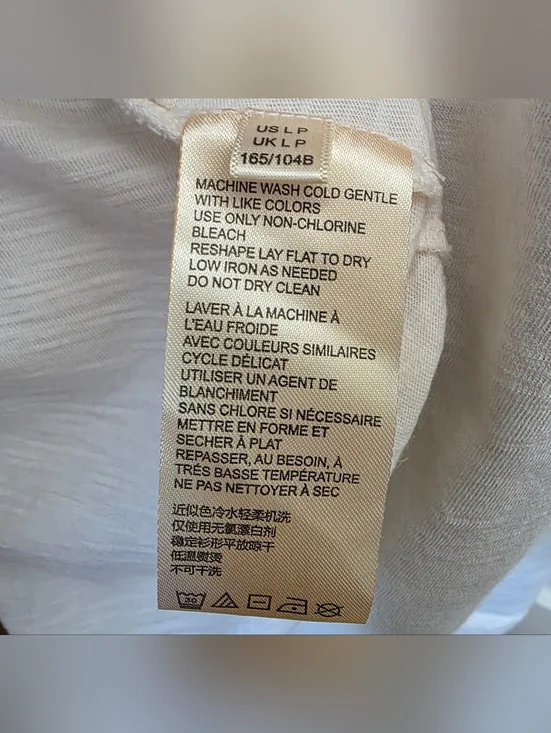 US L P
UK L P
165/104B
MACHINE WASH COLD GENTLE
WITH LIKE COLORS
USE ONLY NON-CHLORINE
BLEACH
RESHAPE LAY FLAT TO DRY
LOW IRON AS NEEDED
DO NOT DRY CLEAN
LAVER À LA MACHINE À
L'EAU FROIDE
AVEC COULEURS SIMILAIRES
CYCLE DÉLICAT
UTILISER UN AGENT DE
BLANCHIMENT
SANS CHLORE SI NÉCESSAIRE
METTRE EN FORME ET
SECHER À PLAT
REPASSER, AU BESOIN, À
TRÉS BASSE TEMPÉRATURE
NE PAS NETTOYER À SEC
近似色冷水轻柔机洗
仅使用无氯漂白剂
稳定衫形平放晾干
低温熨烫
不可干洗
30